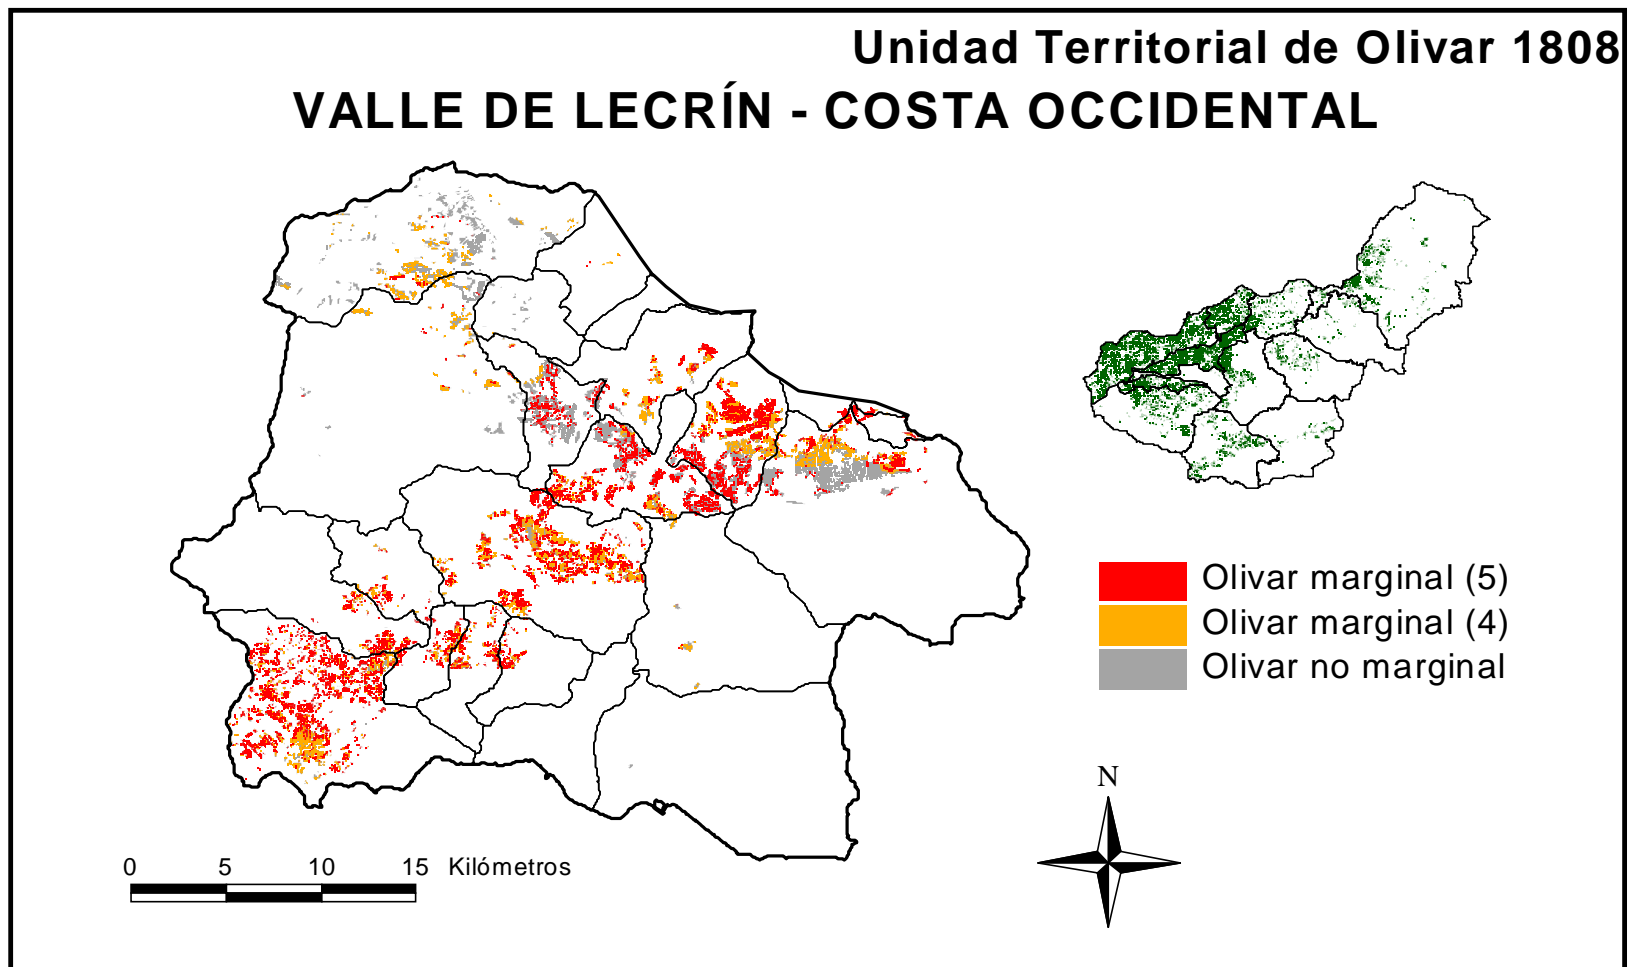 Unidad Territorial de Olivar 1808
VALLE DE LECRÍN - COSTA OCCIDENTAL
Olivar marginal (5)
Olivar marginal (4)
Olivar no marginal
N
0 5 10 15 Kilómetros